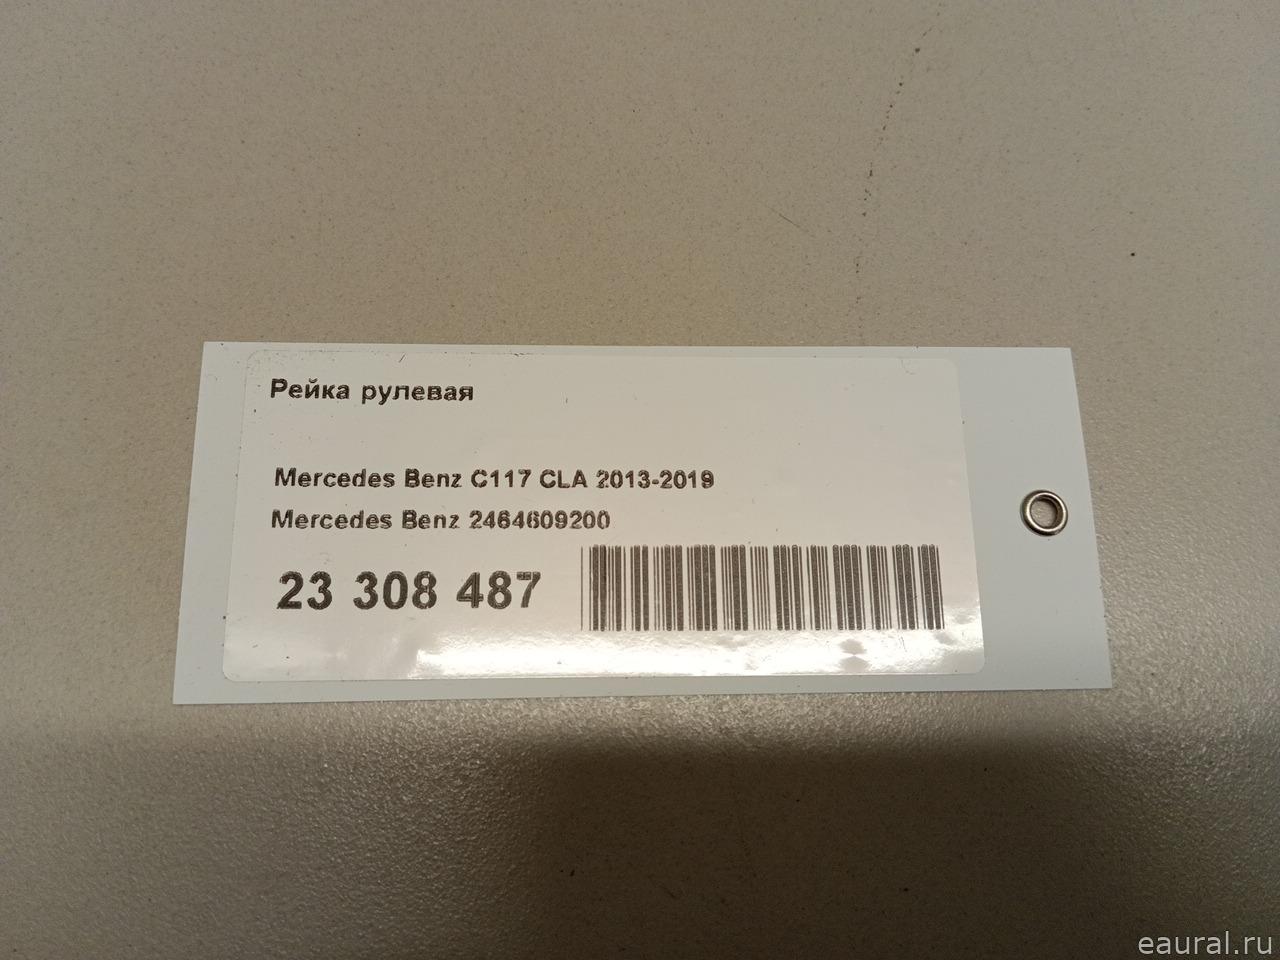 Рейка рулевая
Mercedes Benz C117 CLA 2013-2019
Mercedes Benz 2464609200
23 308 487
eaural.ru